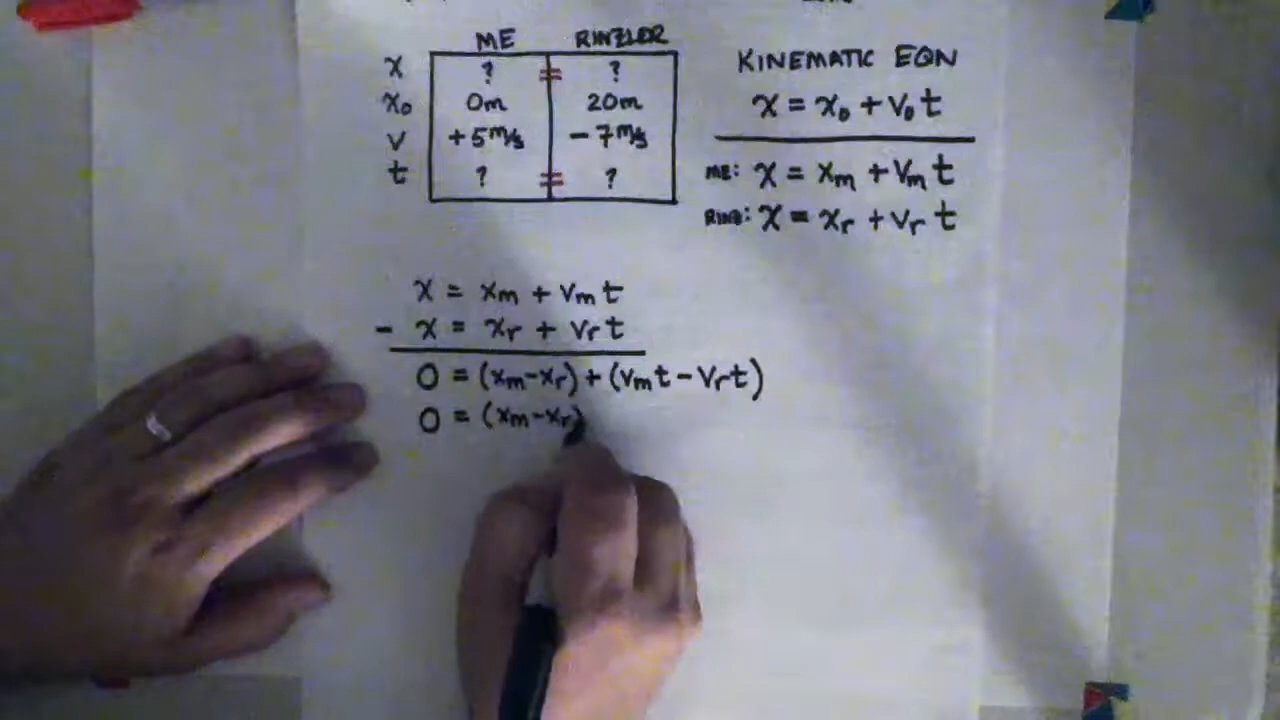 ME RINZLER
x ? = ?
x₀ 0m 20m
v +5m/s -7m/s
t ? = ?
KINEMATIC EQN
x = x₀ + v₀t
ME: x = xₘ + vₘt
RINZ: x = xᵣ + vᵣt
x = xₘ + vₘt
- x = xᵣ + vᵣt
0 = (xₘ-xᵣ) + (vₘt - vᵣt)
0 = (xₘ-xᵣ)